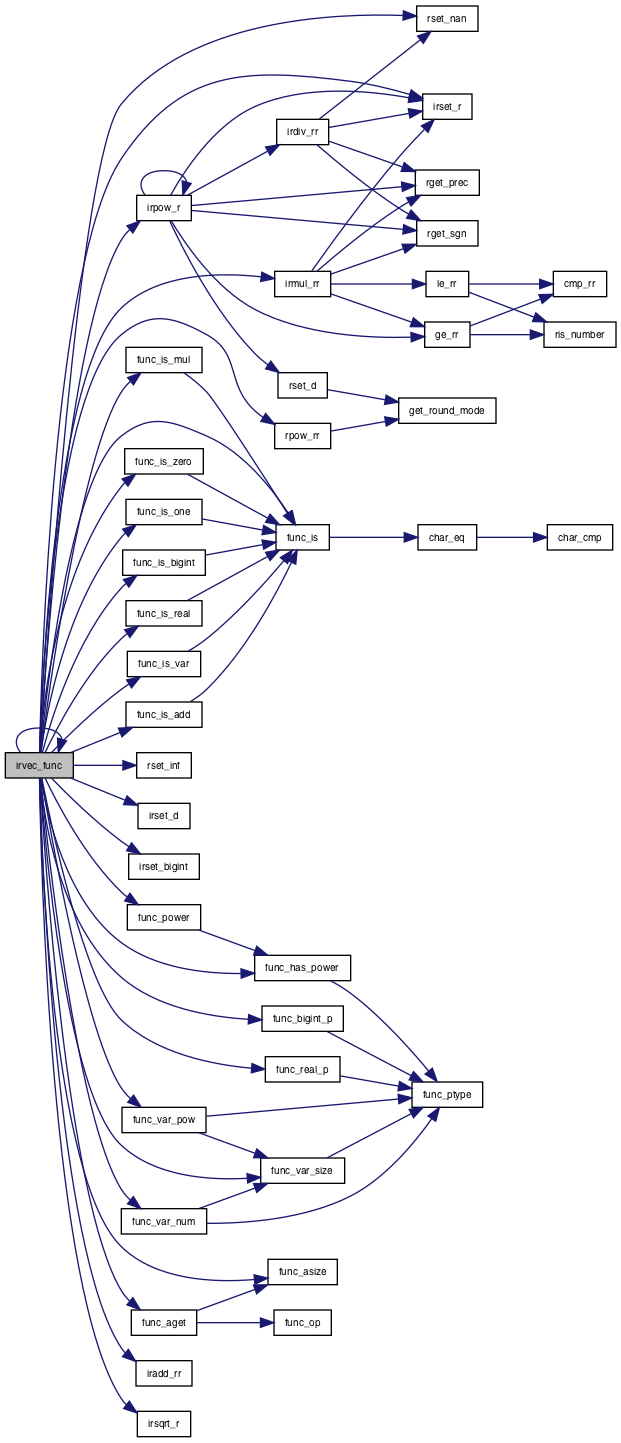 rset_nan
irset_r
irdiv_rr
rget_prec
irpow_r
rget_sgn
irmul_rr
le_rr
cmp_rr
ge_rr
ris_number
func_is_mul
rset_d
get_round_mode
rpow_rr
func_is_zero
func_is_one
func_is
char_eq
char_cmp
func_is_bigint
func_is_real
func_is_var
func_is_add
irvec_func
rset_inf
irset_d
irset_bigint
func_power
func_has_power
func_bigint_p
func_real_p
func_ptype
func_var_pow
func_var_size
func_var_num
func_asize
func_aget
func_op
iradd_rr
irsqrt_r